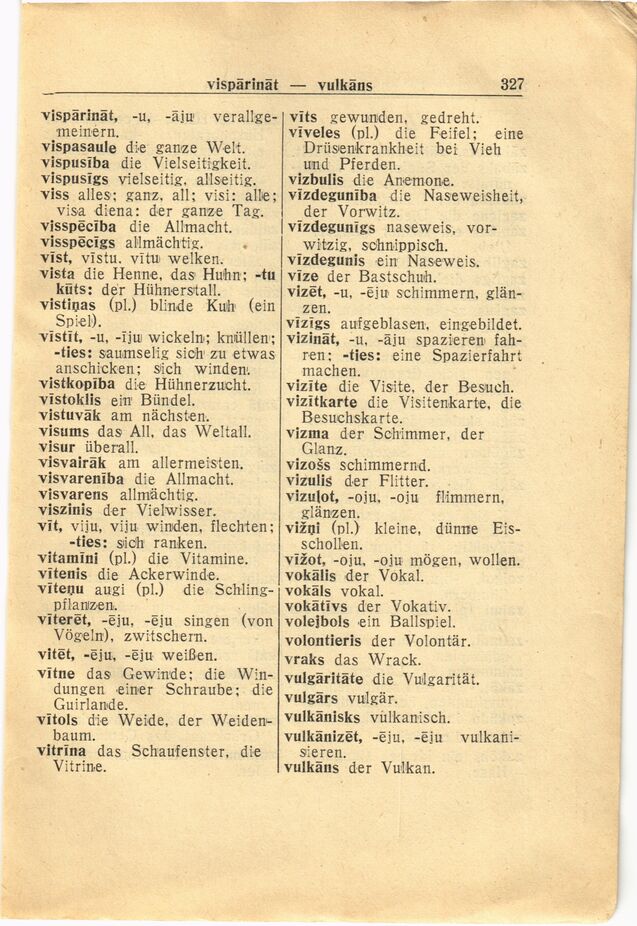 vispārināt — vulkāns 327
vispārināt, -u, -āju verallge-
meinern.
vispasaule die ganze Welt.
vispusība die Vielseitigkeit.
vispusīgs vielseitig, allseitig.
viss alles; ganz, all; visi: alle;
visa diena: der ganze Tag.
visspēcība die Allmacht.
visspēcīgs allmächtig.
vīst, vīstu, vītu welken.
vista die Henne, das Huhn; -tu
kūts: der Hühnerstall.
vistiņas (pl.) blinde Kuh (ein
Spiel).
vīstīt, -u, -īju wickeln; knüllen;
-ties: saumselig sich zu etwas
anschicken; sich winden.
vistkopība die Hühnerzucht.
vīstoklis ein Bündel.
vistuvāk am nächsten.
visums das All, das Weltall.
visur überall.
visvairāk am allermeisten.
visvarenība die Allmacht.
visvarens allmächtig.
viszinis der Vielwisser.
vīt, viju, viju winden, flechten;
-ties: sich ranken.
vitamīni (pl.) die Vitamine.
vītenis die Ackerwinde.
vīteņu augi (pl.) die Schling-
pflanzen.
vīterēt, -ēju, -ēju singen (von
Vögeln), zwitschern.
vitēt, -ēju, -ēju weißen.
vītne das Gewinde; die Win-
dungen einer Schraube; die
Guirlande.
vītols die Weide, der Weiden-
baum.
vitrīna das Schaufenster, die
Vitrine.
vīts gewunden, gedreht.
vīveles (pl.) die Feifel; eine
Drüsenkrankheit bei Vieh
und Pferden.
vizbulis die Anemone.
vīzdegunība die Naseweisheit,
der Vorwitz.
vīzdegunīgs naseweis, vor-
witzig, schnippisch.
vīzdegunis ein Naseweis.
vīze der Bastschuh.
vizēt, -u, -ēju schimmern, glän-
zen.
vīzīgs aufgeblasen, eingebildet.
vizināt, -u, -āju spazieren fah-
ren; -ties: eine Spazierfahrt
machen.
vizīte die Visite, der Besuch.
vizītkarte die Visitenkarte, die
Besuchskarte.
vizma der Schimmer, der
Glanz.
vizošs schimmernd.
vizulis der Flitter.
vizuļot, -oju, -oju flimmern,
glänzen.
vižņi (pl.) kleine, dünne Eis-
schollen.
vīžot, -oju, -oju mögen, wollen.
vokālis der Vokal.
vokāls vokal.
vokātīvs der Vokativ.
volejbols ein Ballspiel.
volontieris der Volontär.
vraks das Wrack.
vulgāritāte die Vulgarität.
vulgārs vulgär.
vulkānisks vulkanisch.
vulkānizēt, -ēju, -ēju vulkani-
sieren.
vulkāns der Vulkan.